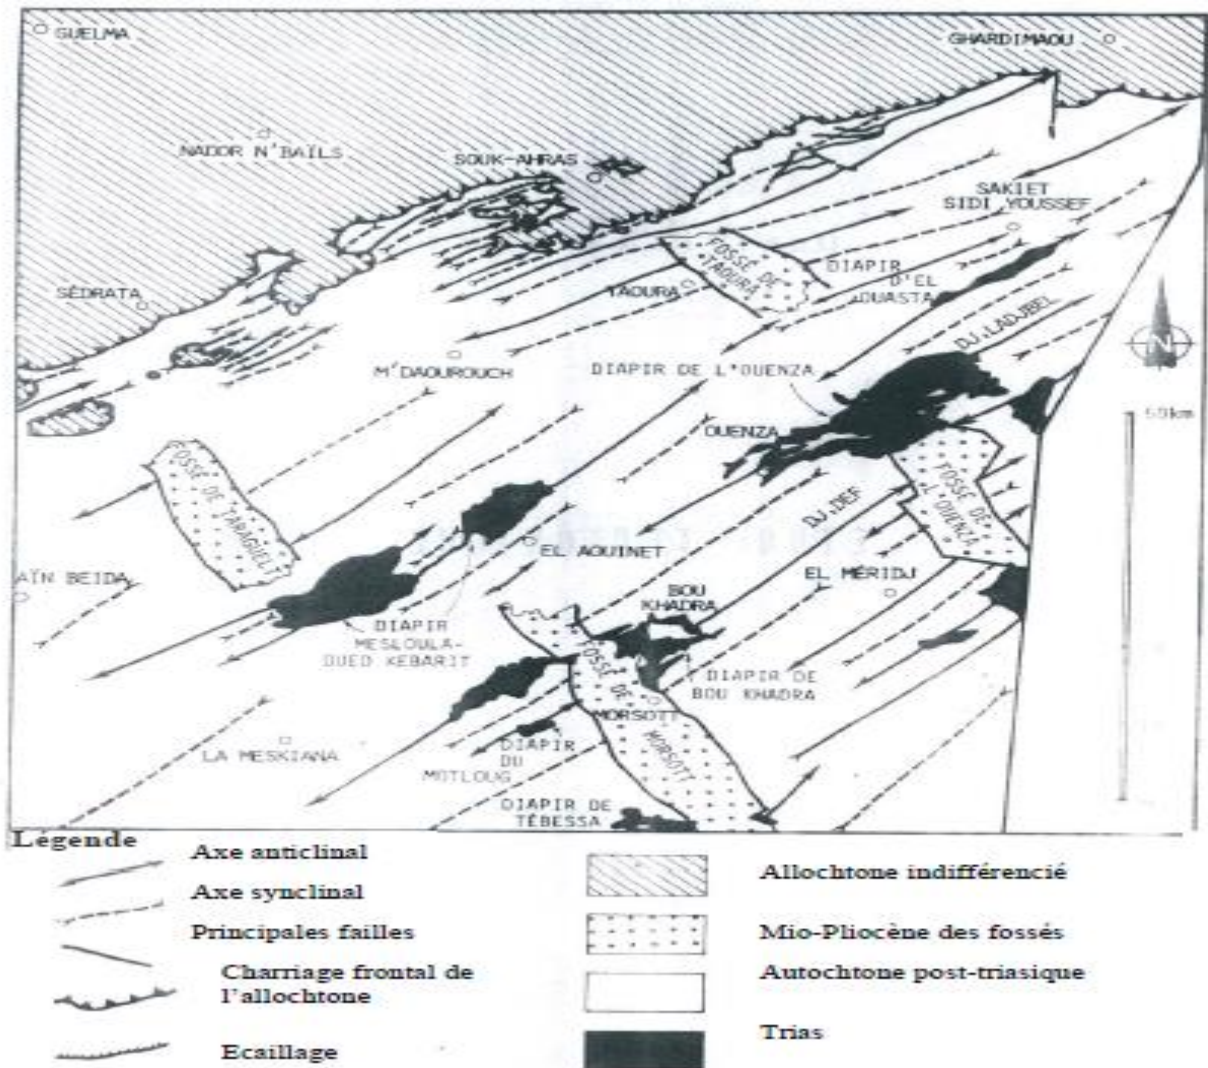 GUELMA
GHARDIMAOU
NADOR N'BAÏLS
SOUK-AHRAS
SAKIET
SIDI YOUSSEF
FOSSÉ DE
TAOURA
DIAPIR
D'EL
OUASTA
SÉDRATA
TAOURA
DJ.LADJBEL
M'DAOUROUCH
DIAPIR DE L'OUENZA
50km
OUENZA
FOSSÉ DE
L'OUENZA
FOSSÉ DE TARAGUELT
DJ.DEF
EL AOUINET
AÏN BEIDA
EL MÉRIDJ
BOU
KHADRA
DIAPIR
MESLOULA-
OUED KEBARIT
FOSSÉ DE
MORSOTT
DIAPIR DE
BOU KHADRA
MORSOTT
LA MESKIANA
DIAPIR
DU
MOTLOUG
DIAPIR DE
TÉBESSA
Légende
Axe anticlinal
Axe synclinal
Principales failles
Charriage frontal de
l'allochtone
Ecaillage
Allochtone indifférencié
Mio-Pliocène des fossés
Autochtone post-triasique
Trias